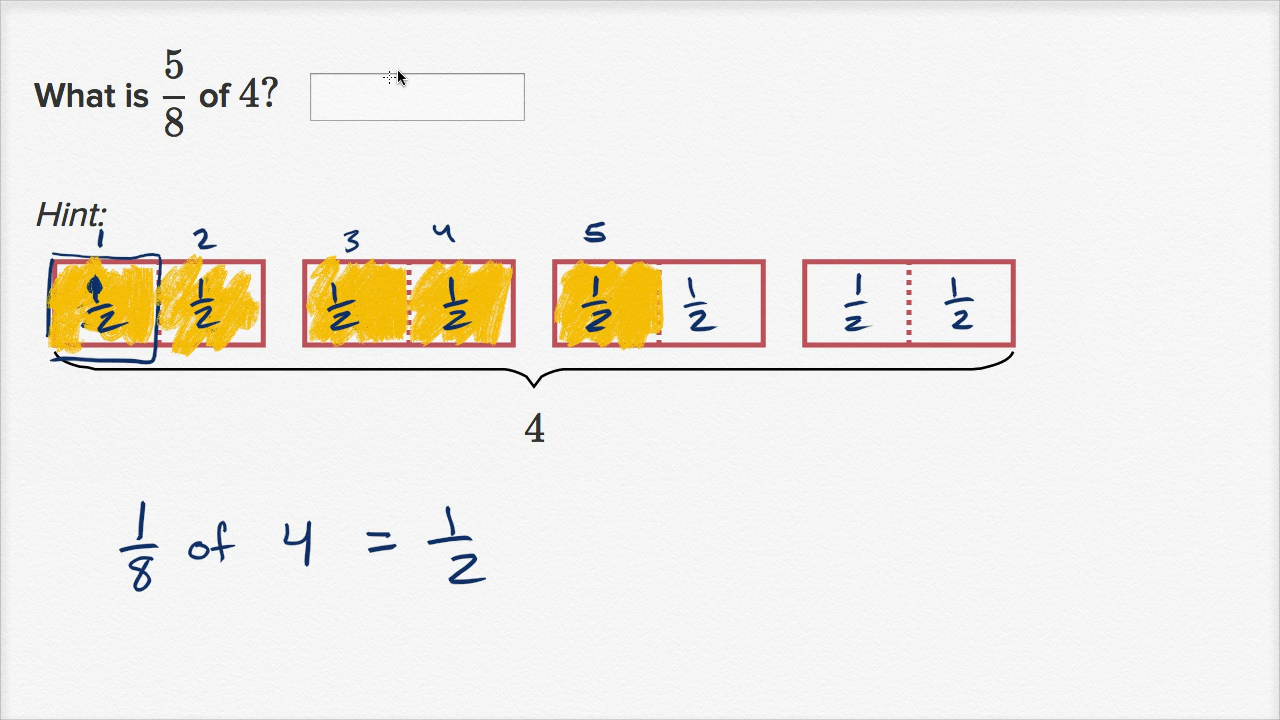 What is 5/8 of 4?
Hint:
1 2 3 4 5
1/2 1/2 1/2 1/2 1/2 1/2 1/2 1/2
4
1/8 of 4 = 1/2